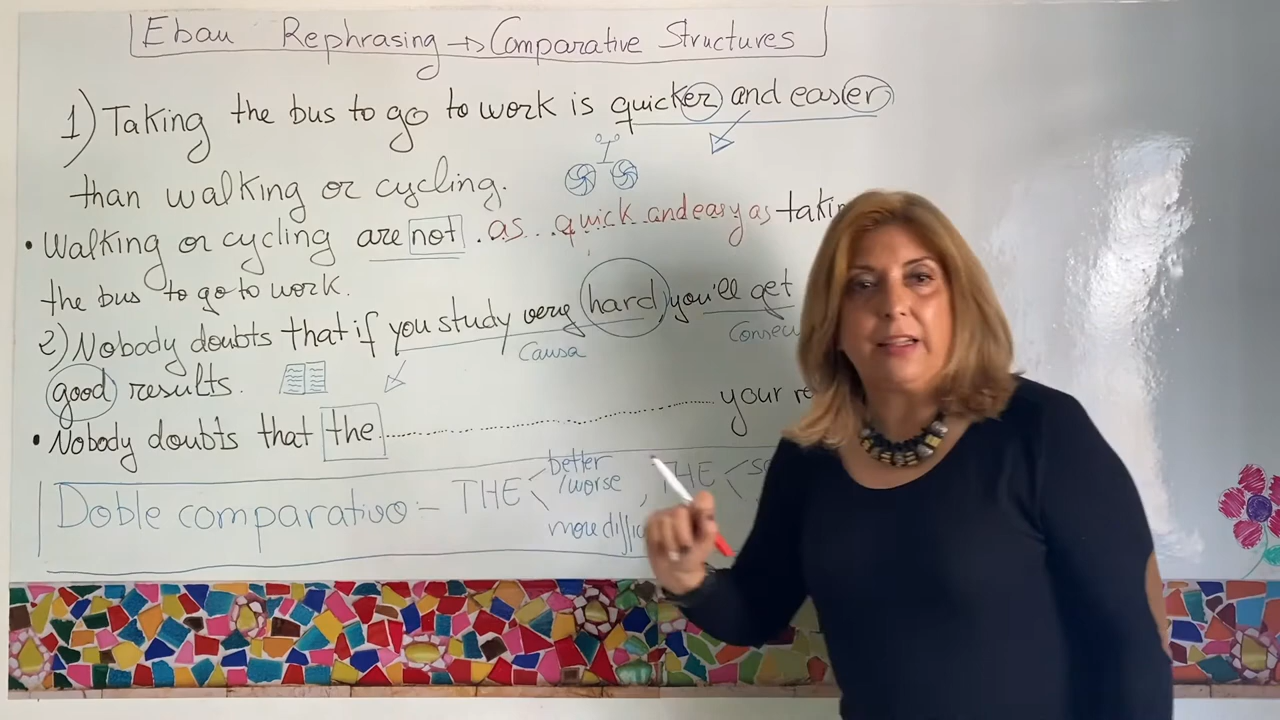 Ebau Rephrasing → Comparative Structures
1) Taking the bus to go to work is quicker and easier
than walking or cycling.
• Walking or cycling are not as quick and easy as
the bus to go to work.
2) Nobody doubts that if you study very hard, you'll get
Causa
good results.
• Nobody doubts that the ........ your
better
Doble comparativo:- THE /worse , THE